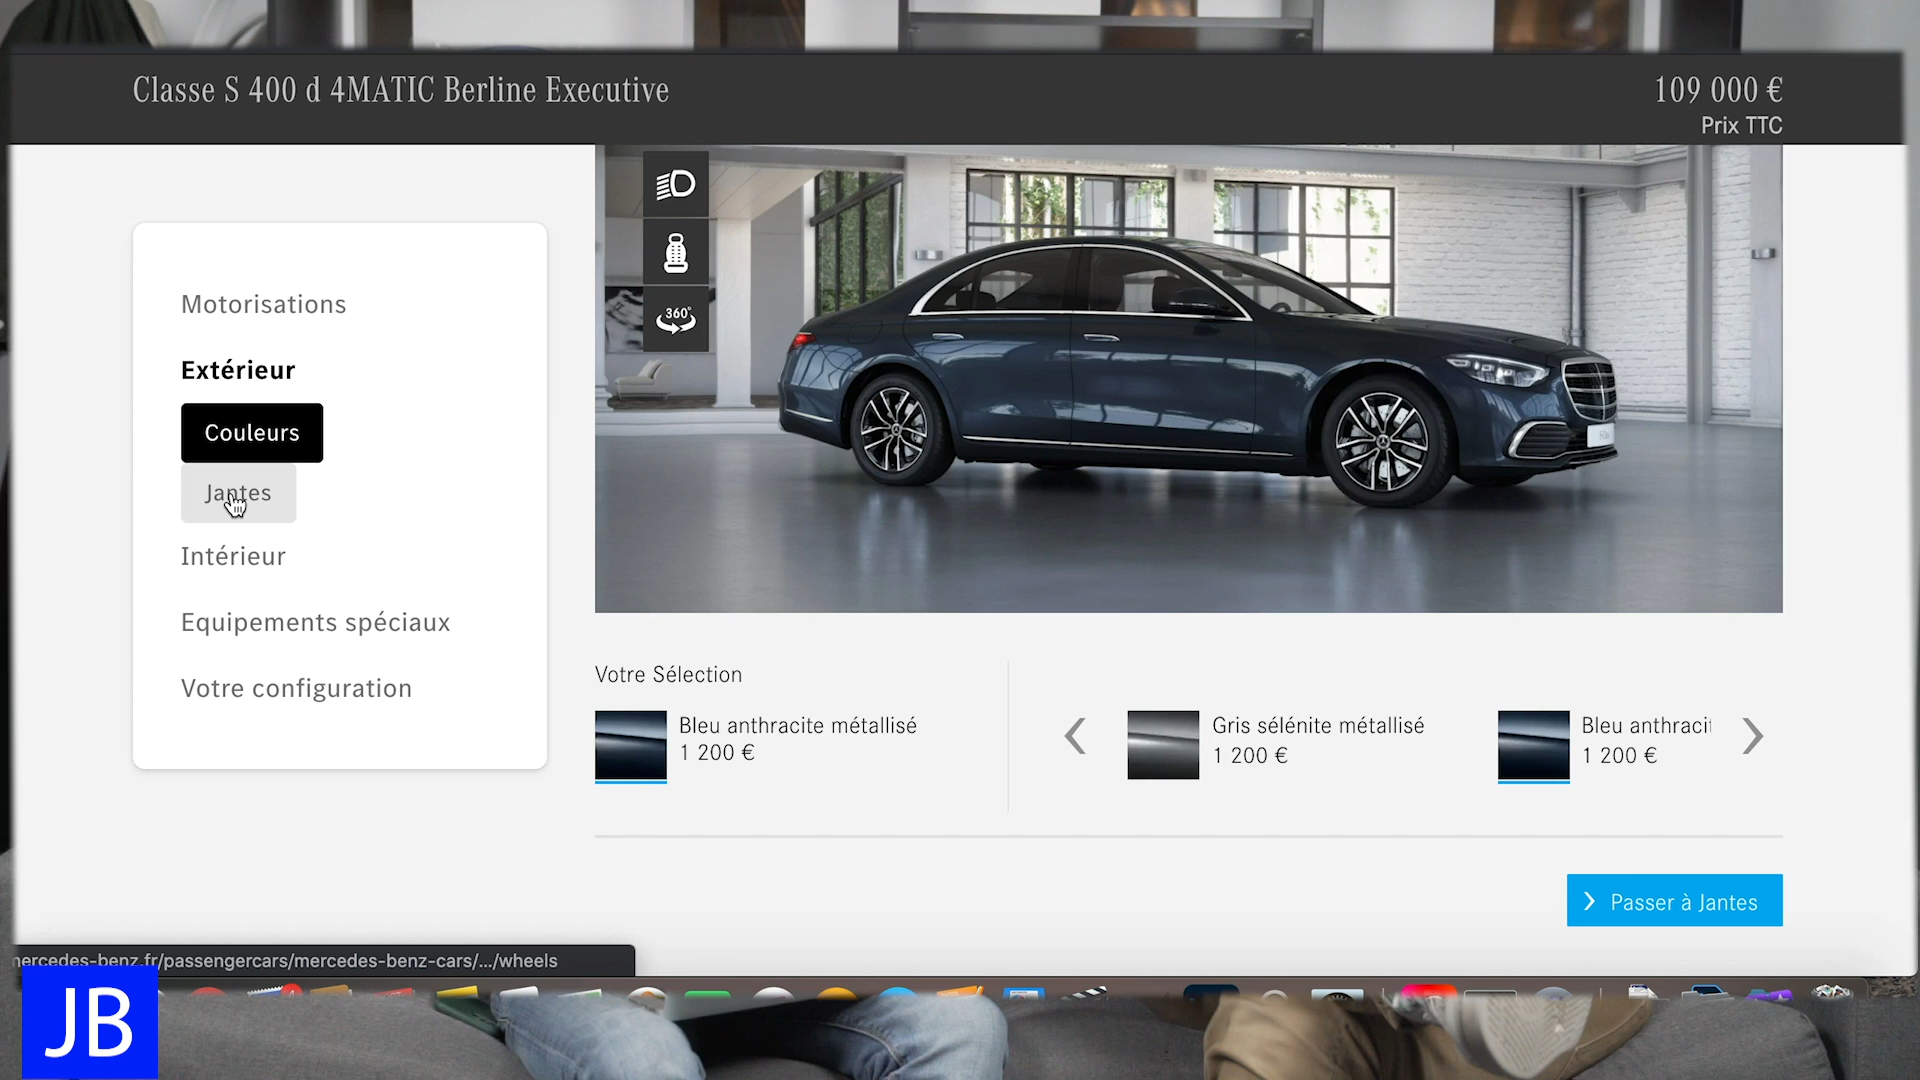 Classe S 400 d 4MATIC Berline Executive
109 000 €
Prix TTC
360°
Motorisations
Extérieur
Couleurs
Jantes
Intérieur
Equipements spéciaux
Votre configuration
Votre Sélection
Bleu anthracite métallisé
1 200 €
Gris sélénite métallisé
1 200 €
Bleu anthracit
1 200 €
Passer à Jantes
mercedes-benz.fr/passengercars/mercedes-benz-cars/.../wheels
JB